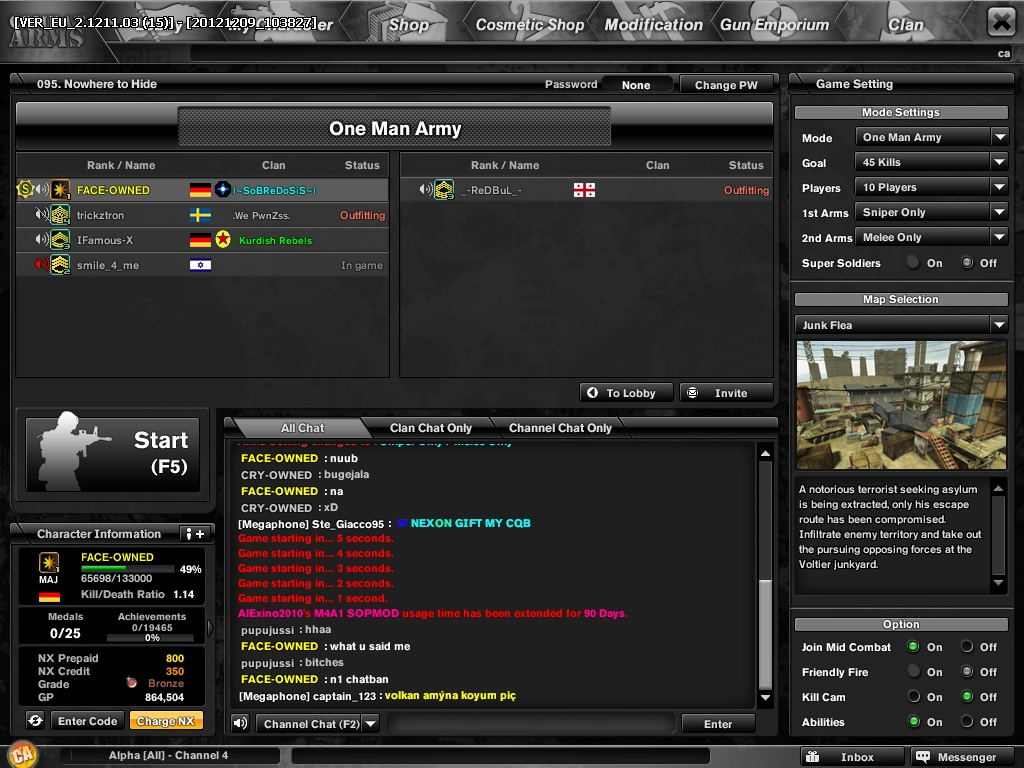 [VER_EU_2.1211.03 (15)] - [20121209_103827]
ARMS
Shop
Cosmetic Shop
Modification
Gun Emporium
Clan
ca
095. Nowhere to Hide
Password
None
Change PW
One Man Army
Rank / Name Clan Status
FACE-OWNED |~SoBReDoSiS~|
trickztron .We PwnZss. Outfitting
IFamous-X Kurdish Rebels
smile_4_me In game
Rank / Name Clan Status
_-ReDBuL_- Outfitting
To Lobby
Invite
Game Setting
Mode Settings
Mode One Man Army
Goal 45 Kills
Players 10 Players
1st Arms Sniper Only
2nd Arms Melee Only
Super Soldiers On Off
Map Selection
Junk Flea
A notorious terrorist seeking asylum
is being extracted, only his escape
route has been compromised.
Infiltrate enemy territory and take out
the pursuing opposing forces at the
Voltier junkyard.
Option
Join Mid Combat On Off
Friendly Fire On Off
Kill Cam On Off
Abilities On Off
Start
(F5)
Character Information
FACE-OWNED
49%
MAJ
65698/133000
Kill/Death Ratio 1.14
Medals
0/25
Achievements
0/19465
0%
NX Prepaid 800
NX Credit 350
Grade Bronze
GP 864,504
Enter Code
Charge NX
All Chat
Clan Chat Only
Channel Chat Only
FACE-OWNED : nuub
CRY-OWNED : bugejala
FACE-OWNED : na
CRY-OWNED : xD
[Megaphone] Ste_Giacco95 : W NEXON GIFT MY CQB
Game starting in... 5 seconds.
Game starting in... 4 seconds.
Game starting in... 3 seconds.
Game starting in... 2 seconds.
Game starting in... 1 second.
AlExino2010's M4A1 SOPMOD usage time has been extended for 90 Days.
pupujussi : hhaa
FACE-OWNED : what u said me
pupujussi : bitches
FACE-OWNED : n1 chatban
[Megaphone] captain_123 : volkan amýna koyum piç
Channel Chat (F2)
Enter
CA
Alpha [All] - Channel 4
Inbox
Messenger